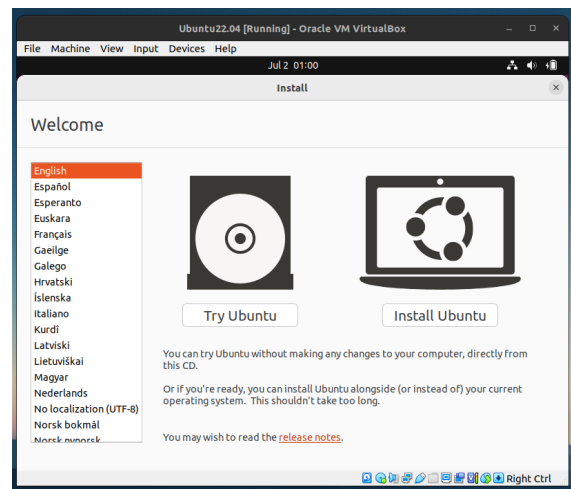 Ubuntu22.04 [Running] - Oracle VM VirtualBox
File Machine View Input Devices Help
Jul 2 01:00
Install
Welcome
English
Español
Esperanto
Euskara
Français
Gaeilge
Galego
Hrvatski
Íslenska
Italiano
Kurdî
Latviski
Lietuviškai
Magyar
Nederlands
No localization (UTF-8)
Norsk bokmål
Norsk nynorsk
Try Ubuntu
Install Ubuntu
You can try Ubuntu without making any changes to your computer, directly from
this CD.
Or if you're ready, you can install Ubuntu alongside (or instead of) your current
operating system. This shouldn't take too long.
You may wish to read the release notes.
Right Ctrl